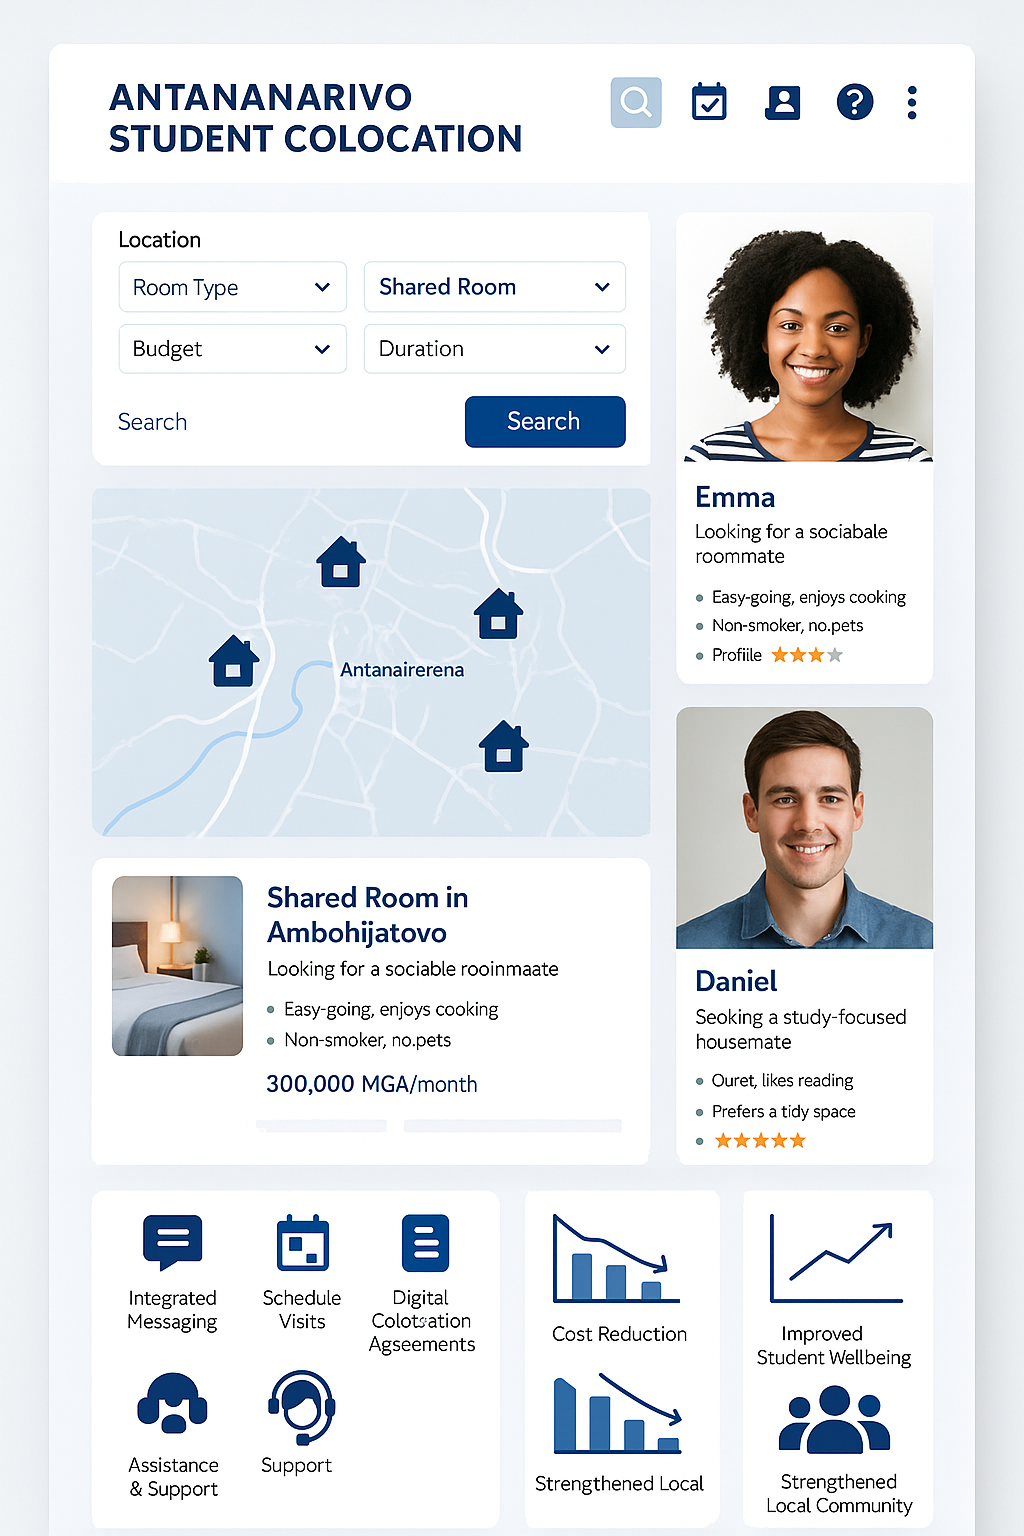 ANTANANARIVO
STUDENT COLOCATION
Location
Room Type
Shared Room
Budget
Duration
Search
Search
Antanairerena
Shared Room in
Ambohijatovo
Looking for a sociable rooinmaate
Easy-going, enjoys cooking
Non-smoker, no.pets
300,000 MGA/month
Emma
Looking for a sociabale
roommate
Easy-going, enjoys cooking
Non-smoker, no.pets
Profiile
Daniel
Seoking a study-focused
housemate
Ouret, likes reading
Prefers a tidy space
Integrated
Messaging
Schedule
Visits
Digital
Agseements
Assistance
& Support
Support
Cost Reduction
Strengthened Local
Improved
Student Wellbeing
Strengthened
Local Community